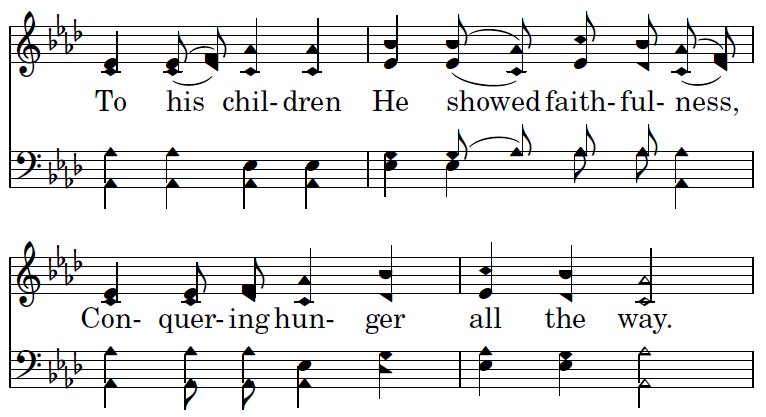 To his chil- dren He showed faith- ful- ness,
Con- quer- ing hun- ger all the way.